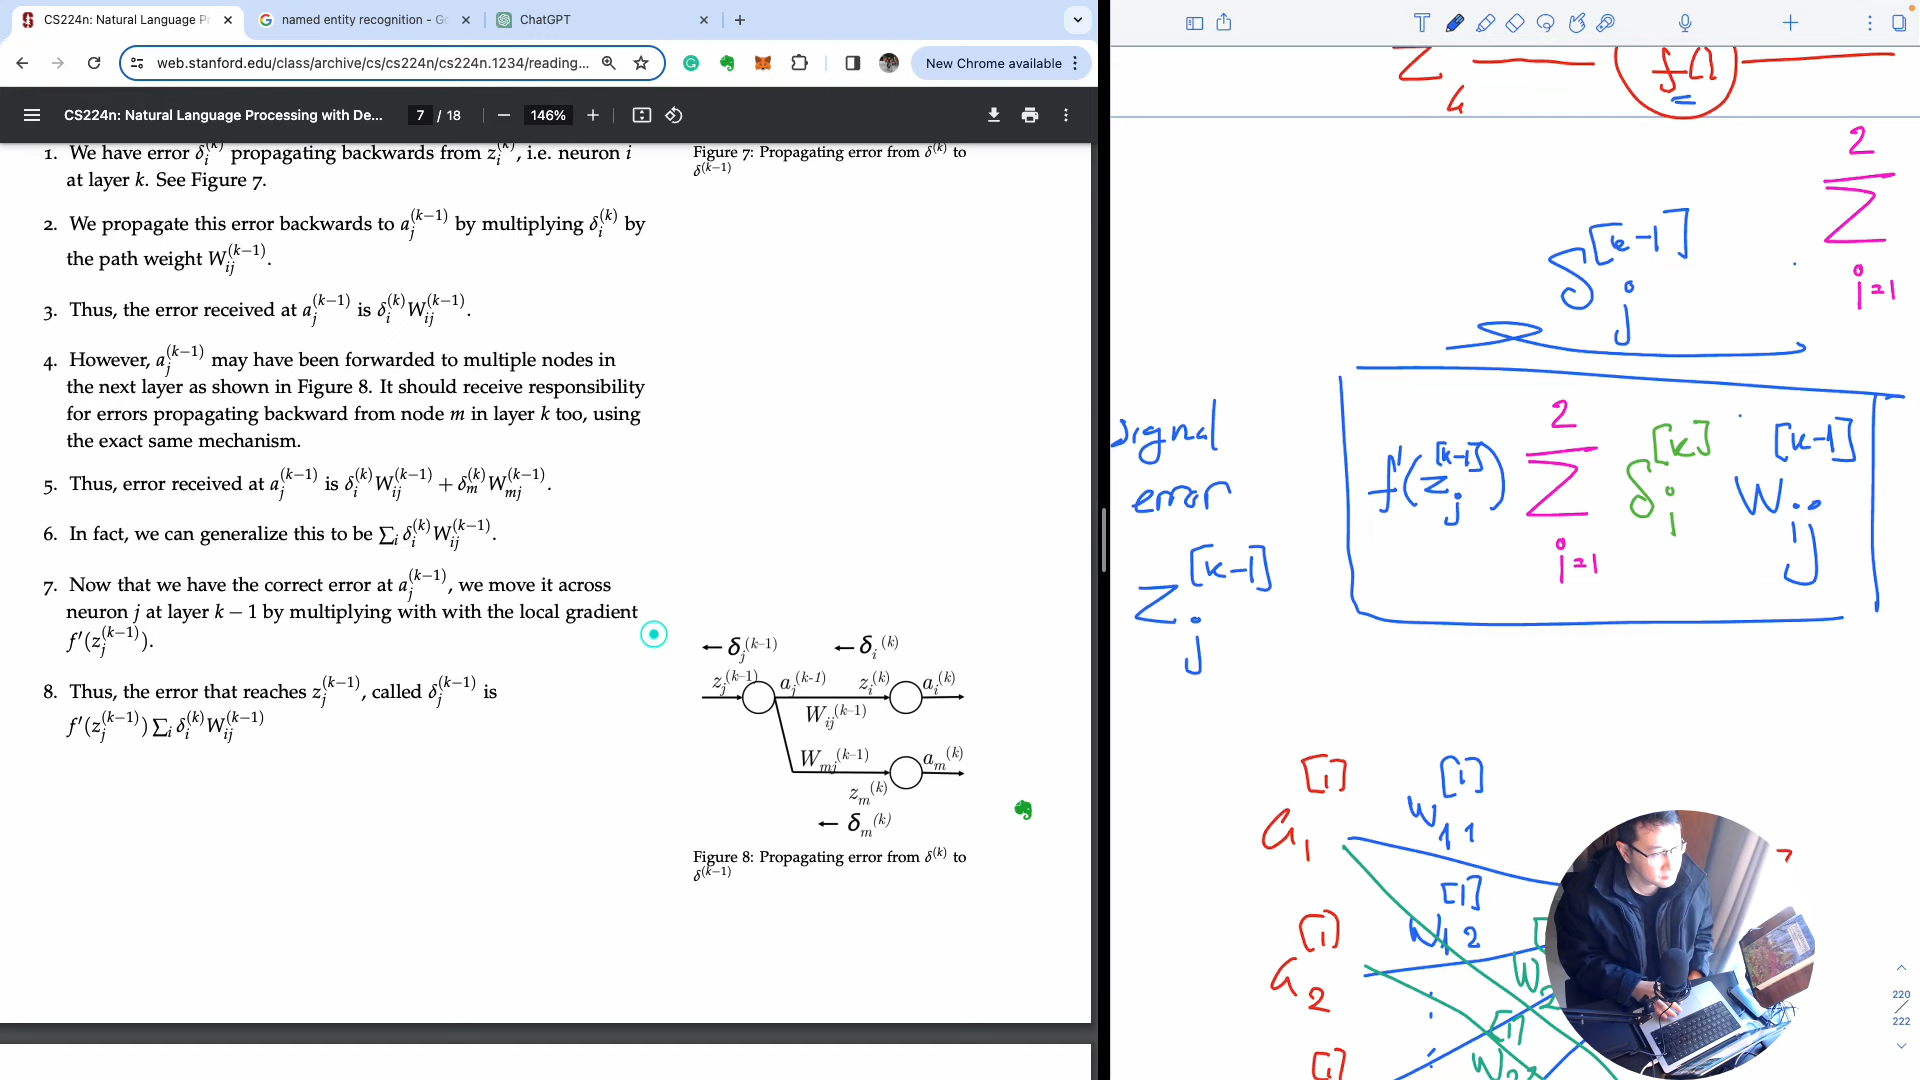 CS224n: Natural Language Pr
named entity recognition - Go
ChatGPT
web.stanford.edu/class/archive/cs/cs224n/cs224n.1234/reading...
New Chrome available
CS224n: Natural Language Processing with De...
7 / 18
146%
1. We have error δ_i^(k) propagating backwards from z_i^(k), i.e. neuron i
at layer k. See Figure 7.
2. We propagate this error backwards to a_j^(k−1) by multiplying δ_i^(k) by
the path weight W_ij^(k−1).
3. Thus, the error received at a_j^(k−1) is δ_i^(k) W_ij^(k−1).
4. However, a_j^(k−1) may have been forwarded to multiple nodes in
the next layer as shown in Figure 8. It should receive responsibility
for errors propagating backward from node m in layer k too, using
the exact same mechanism.
5. Thus, error received at a_j^(k−1) is δ_i^(k) W_ij^(k−1) + δ_m^(k) W_mj^(k−1).
6. In fact, we can generalize this to be ∑_i δ_i^(k) W_ij^(k−1).
7. Now that we have the correct error at a_j^(k−1), we move it across
neuron j at layer k − 1 by multiplying with with the local gradient
f′(z_j^(k−1)).
8. Thus, the error that reaches z_j^(k−1), called δ_j^(k−1) is
f′(z_j^(k−1)) ∑_i δ_i^(k) W_ij^(k−1)
Figure 7: Propagating error from δ^(k) to
δ^(k−1)
← δ_j^(k−1) ← δ_i^(k)
z_j^(k−1) a_j^(k-1) z_i^(k) a_i^(k)
W_ij^(k−1)
W_mj^(k−1) a_m^(k)
z_m^(k)
← δ_m^(k)
Figure 8: Propagating error from δ^(k) to
δ^(k−1)
2
∑
i=1
δ_j^[k-1]
signal
error
z_j^[k-1]
f'(z_j^[k-1]) ∑_{i=1}^2 δ_i^[k] W_ij^[k-1]
a_1^[1] W_11^[1]
a_2^[1] W_12^[1]
[1]
220
222